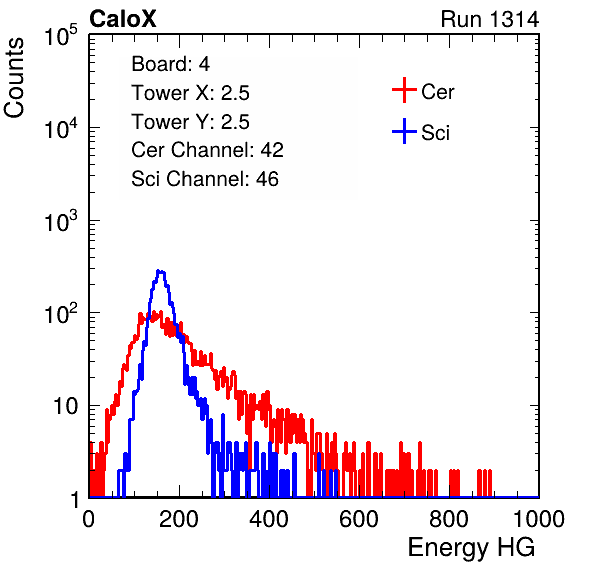 CaloX Run 1314
Counts
10^5
10^4
10^3
10^2
10
1
Board: 4
Tower X: 2.5
Tower Y: 2.5
Cer Channel: 42
Sci Channel: 46
Cer
Sci
0 200 400 600 800 1000
Energy HG